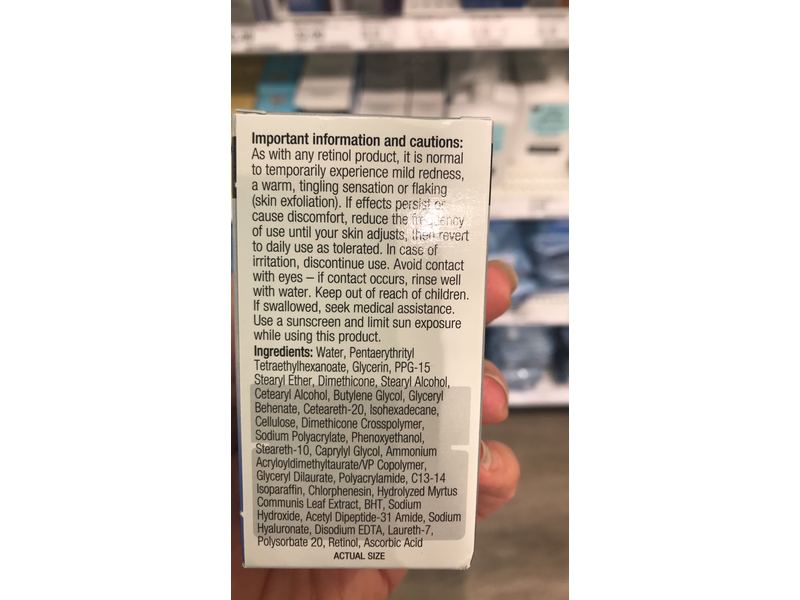 Important information and cautions:
As with any retinol product, it is normal
to temporarily experience mild redness,
a warm, tingling sensation or flaking
(skin exfoliation). If effects persist or
cause discomfort, reduce the frequency
of use until your skin adjusts, then revert
to daily use as tolerated. In case of
irritation, discontinue use. Avoid contact
with eyes – if contact occurs, rinse well
with water. Keep out of reach of children.
If swallowed, seek medical assistance.
Use a sunscreen and limit sun exposure
while using this product.
Ingredients: Water, Pentaerythrityl
Tetraethylhexanoate, Glycerin, PPG-15
Stearyl Ether, Dimethicone, Stearyl Alcohol,
Cetearyl Alcohol, Butylene Glycol, Glyceryl
Behenate, Ceteareth-20, Isohexadecane,
Cellulose, Dimethicone Crosspolymer,
Sodium Polyacrylate, Phenoxyethanol,
Steareth-10, Caprylyl Glycol, Ammonium
Acryloyldimethyltaurate/VP Copolymer,
Glyceryl Dilaurate, Polyacrylamide, C13-14
Isoparaffin, Chlorphenesin, Hydrolyzed Myrtus
Communis Leaf Extract, BHT, Sodium
Hydroxide, Acetyl Dipeptide-31 Amide, Sodium
Hyaluronate, Disodium EDTA, Laureth-7,
Polysorbate 20, Retinol, Ascorbic Acid
ACTUAL SIZE